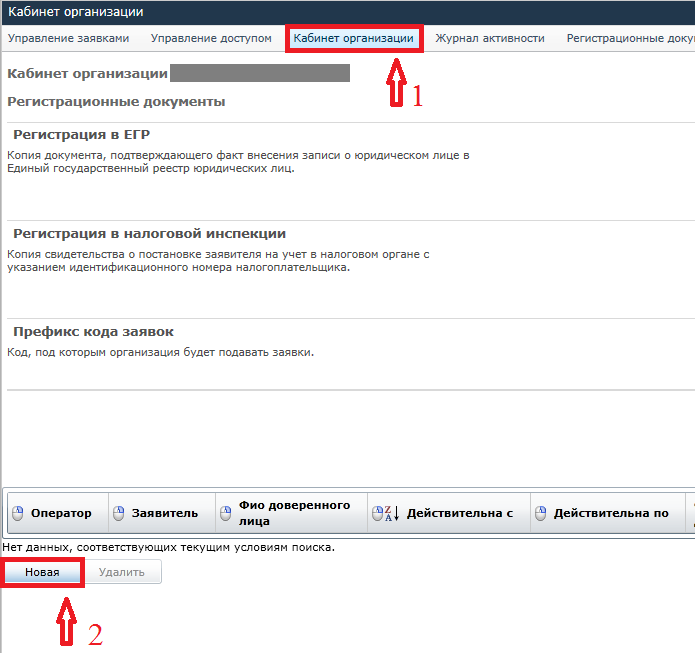 Кабинет организации
Управление заявками Управление доступом Кабинет организации Журнал активности Регистрационные доку
1
Кабинет организации
Регистрационные документы
Регистрация в ЕГР
Копия документа, подтверждающего факт внесения записи о юридическом лице в
Единый государственный реестр юридических лиц.
Регистрация в налоговой инспекции
Копия свидетельства о постановке заявителя на учет в налоговом органе с
указанием идентификационного номера налогоплательщика.
Префикс кода заявок
Код, под которым организация будет подавать заявки.
Оператор Заявитель Фио доверенного
лица
ZA Действительна с Действительна по
Нет данных, соответствующих текущим условиям поиска.
Новая Удалить
2